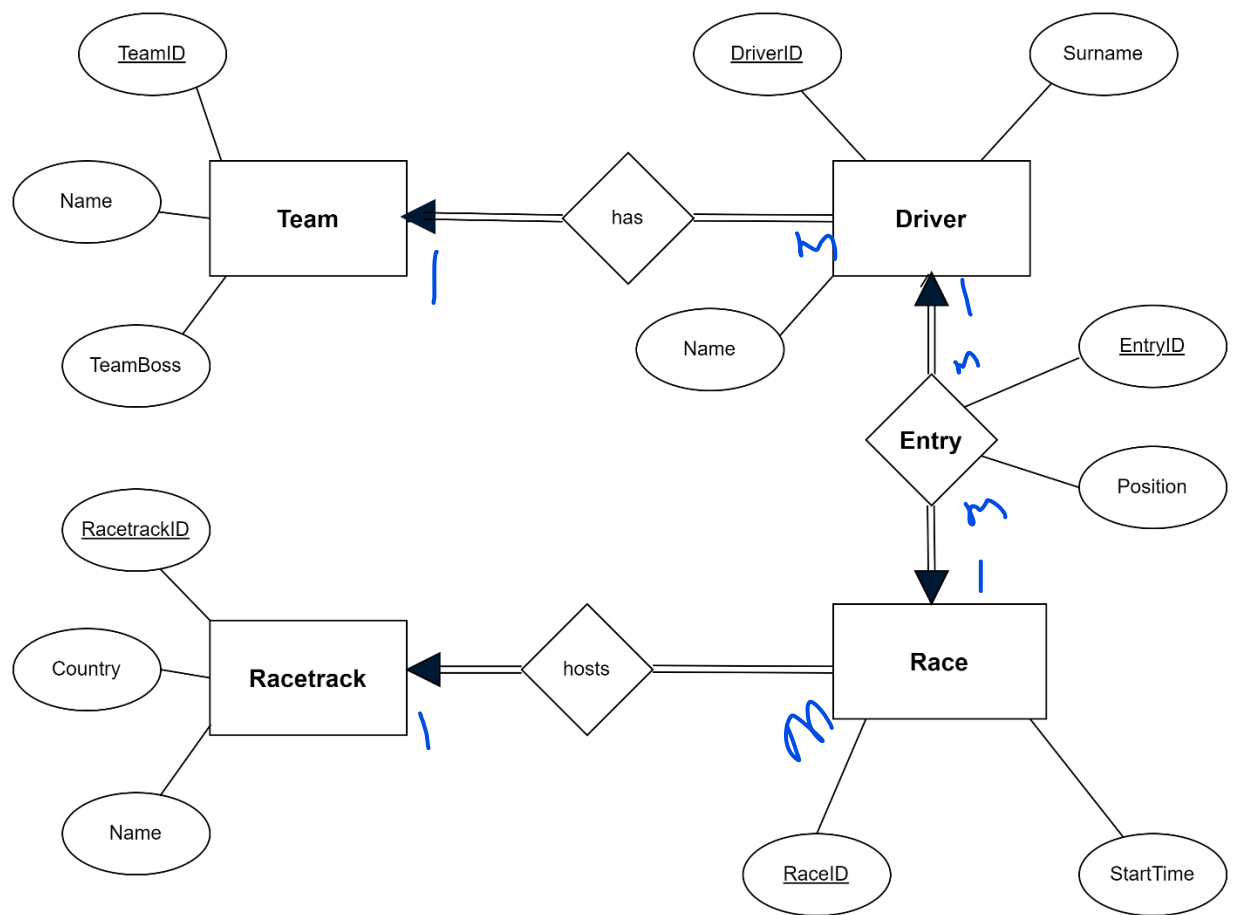 TeamID
DriverID
Surname
Name
Team
has
Driver
1
m
TeamBoss
Name
1
EntryID
m
Entry
Position
m
RacetrackID
1
Country
Racetrack
hosts
Race
1
m
Name
RaceID
StartTime